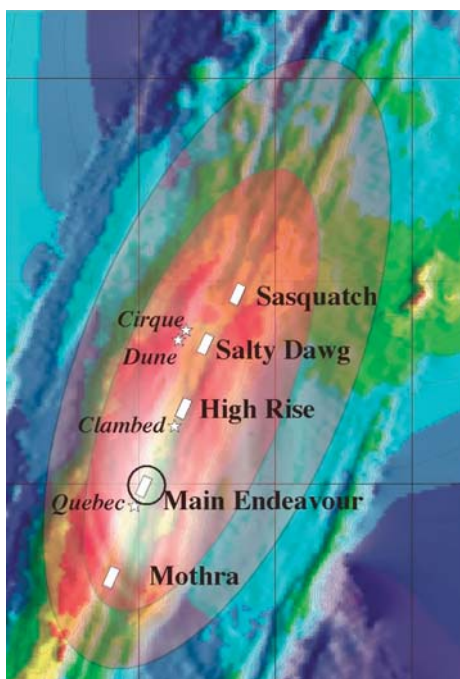 Sasquatch
Cirque
Dune
Salty Dawg
High Rise
Clambed
Quebec
Main Endeavour
Mothra